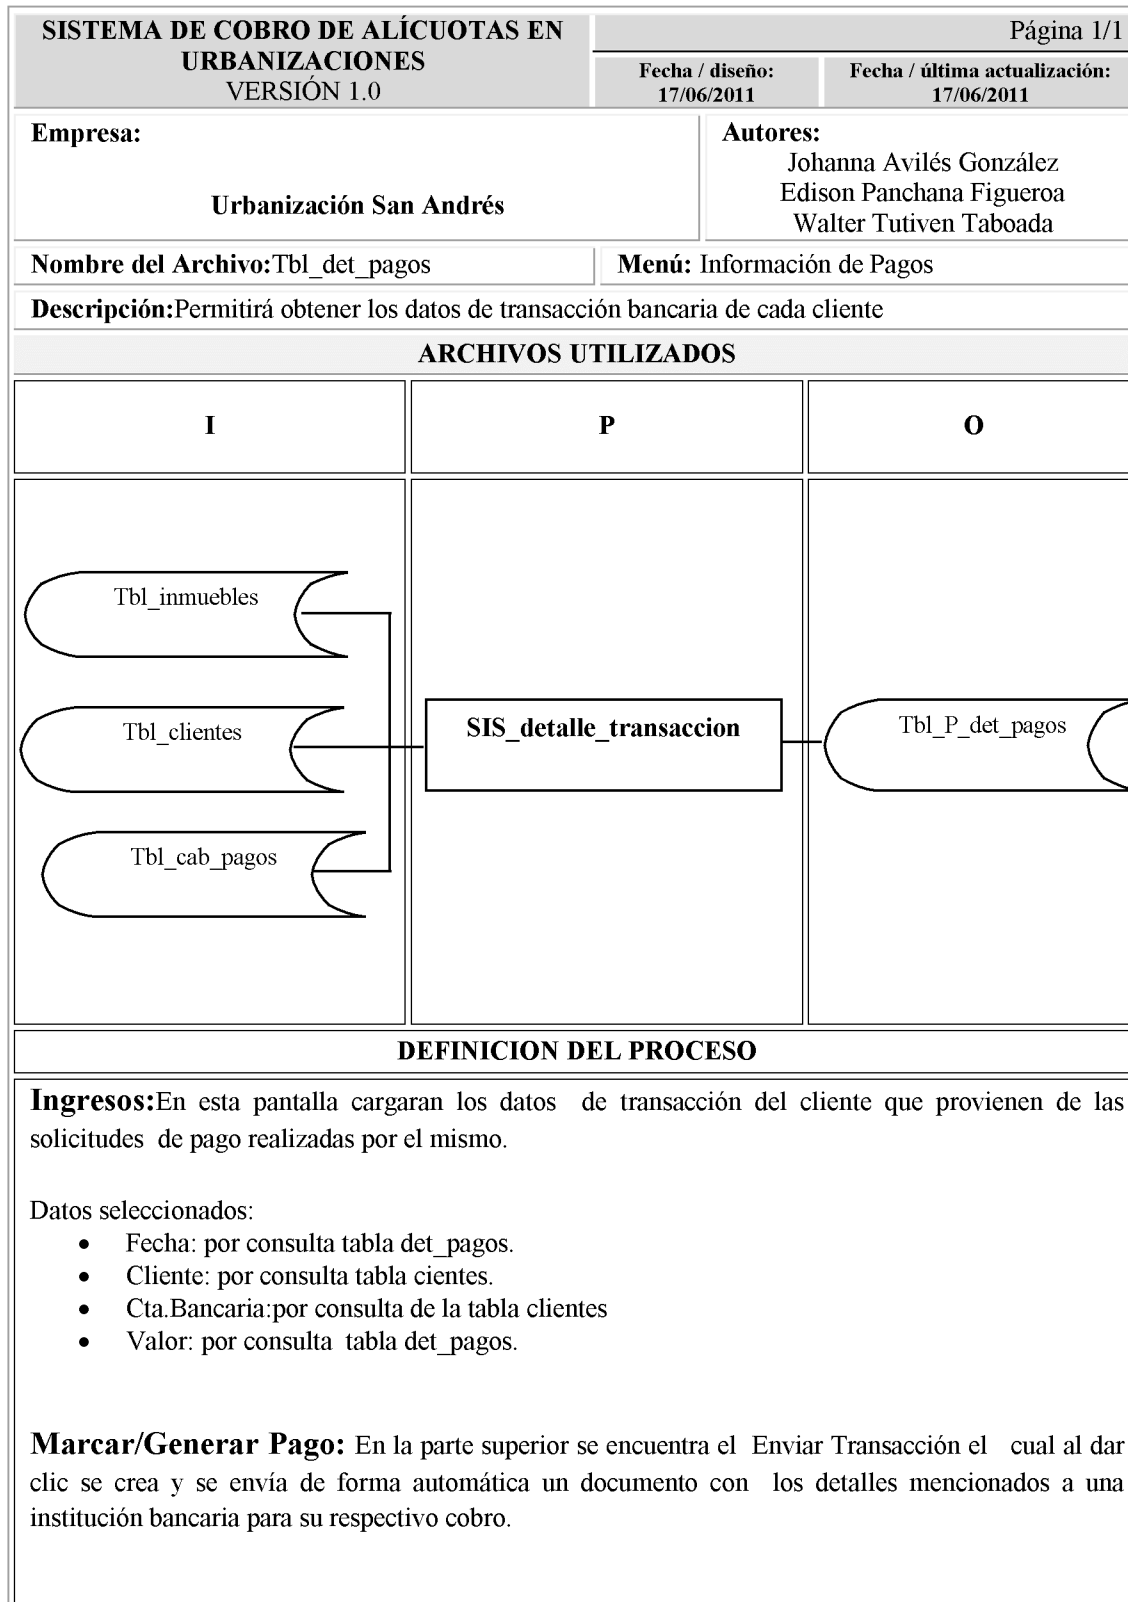 SISTEMA DE COBRO DE ALÍCUOTAS EN
URBANIZACIONES
VERSIÓN 1.0
Página 1/1
Fecha / diseño:
17/06/2011
Fecha / última actualización:
17/06/2011
Empresa:
Urbanización San Andrés
Autores:
Johanna Avilés González
Edison Panchana Figueroa
Walter Tutiven Taboada
Nombre del Archivo:Tbl_det_pagos
Menú: Información de Pagos
Descripción:Permitirá obtener los datos de transacción bancaria de cada cliente
ARCHIVOS UTILIZADOS
I
P
O
Tbl_inmuebles
Tbl_clientes
Tbl_cab_pagos
SIS_detalle_transaccion
Tbl_P_det_pagos
DEFINICION DEL PROCESO
Ingresos:En esta pantalla cargaran los datos de transacción del cliente que provienen de las
solicitudes de pago realizadas por el mismo.
Datos seleccionados:
• Fecha: por consulta tabla det_pagos.
• Cliente: por consulta tabla cientes.
• Cta.Bancaria:por consulta de la tabla clientes
• Valor: por consulta tabla det_pagos.
Marcar/Generar Pago: En la parte superior se encuentra el Enviar Transacción el cual al dar
clic se crea y se envía de forma automática un documento con los detalles mencionados a una
institución bancaria para su respectivo cobro.